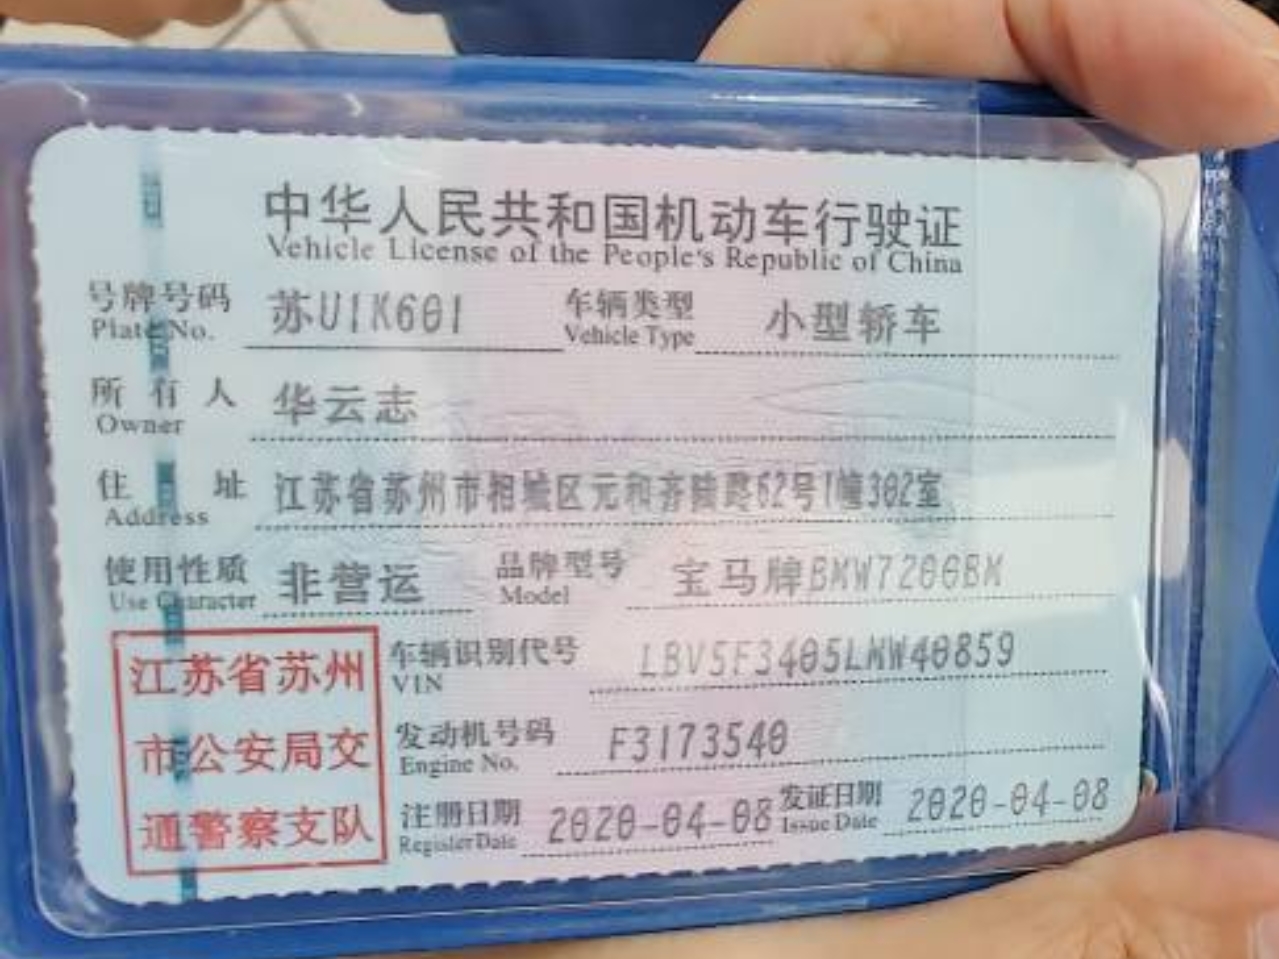 中华人民共和国机动车行驶证
Vehicle License of the People's Republic of China
号牌号码 苏U1K601 车辆类型 小型轿车
Plate No. Vehicle Type
所有人 华云志
Owner
住址 江苏省苏州市相城区元和齐陆路62号1幢302室
Address
使用性质 非营运 品牌型号 宝马牌BMW7200BM
Use Character Model
江苏省苏州
市公安局交
通警察支队
车辆识别代号 LBV5F3405LMW40859
VIN
发动机号码 F3173540
Engine No.
注册日期 2020-04-08 发证日期 2020-04-08
Register Date Issue Date